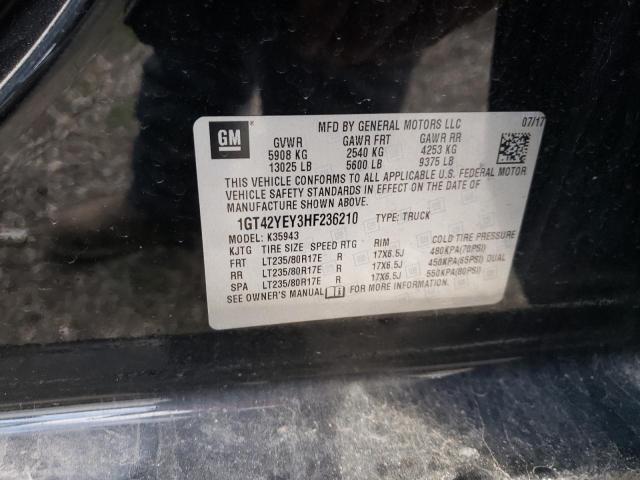 GM
MFD BY GENERAL MOTORS LLC 07/17
GVWR GAWR FRT GAWR RR
5908 KG 2540 KG 4253 KG
13025 LB 5600 LB 9375 LB
THIS VEHICLE CONFORMS TO ALL APPLICABLE U.S. FEDERAL MOTOR
VEHICLE SAFETY STANDARDS IN EFFECT ON THE DATE OF
MANUFACTURE SHOWN ABOVE.
1GT42YEY3HF236210 TYPE: TRUCK
MODEL: K35943
KJTG TIRE SIZE SPEED RTG RIM COLD TIRE PRESSURE
FRT LT235/80R17E R 17X6.5J 480KPA(70PSI)
RR LT235/80R17E R 17X6.5J 450KPA(65PSI) DUAL
SPA LT235/80R17E R 17X6.5J 550KPA(80PSI)
SEE OWNER'S MANUAL FOR MORE INFORMATION